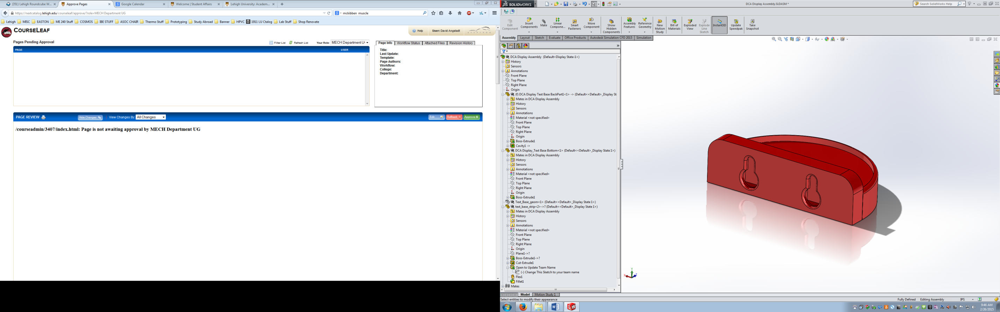 (351) Lehigh Roundcube W...
Approve Pages
Google Calendar
Welcome | Student Affairs
Lehigh University: Academ...
https://nextcatalog.lehigh.edu/courseleaf/approve/?role=MECH Department UG
mckibben muscle
Lehigh MISC EASTON ME 240 Stuff COSMOS IBE STUFF ASOC CHAIR Thermo Stuff Prototyping Study Abroad Banner HPVC 1911 LU Ctalog Lab Stuff Shop Renovate
COURSELEAF
Help User: David Angstadt
Pages Pending Approval
Filter List Refresh List Your Role: MECH Department U
PAGE USER
Page Info Workflow Status Attached Files Revision History
Title:
Last Update:
Template:
Page Authors:
Workflow:
College:
Department:
PAGE REVIEW Hide Changes View Changes By: All Changes Edit Rollback Approve
/courseadmin/3407/index.html: Page is not awaiting approval by MECH Department UG
SOLIDWORKS
DCA Display Assembly.SLDASM *
Search SolidWorks Help
Edit Component
Insert Components
Mate
Linear Compone...
Smart Fasteners
Move Component
Show Hidden Components
Assembly Features
Reference Geometry
New Motion Study
Bill of Materials
Exploded View
Explode Line Sketch
Instant3D
Update Speedpak
Take Snapshot
Assembly Layout Sketch Evaluate Office Products Autodesk Simulation CFD 2015 Simulation
DCA Display Assembly (Default<Display State-1>)
History
Sensors
Annotations
Front Plane
Top Plane
Right Plane
Origin
(f) DCA Display Text Base BackPart1<1> -> (Default<<Default>_Display St
Mates in DCA Display Assembly
History
Sensors
Annotations
Material <not specified>
Front Plane
Top Plane
Right Plane
Origin
Boss-Extrude1
Cavity1 ->
DCA Display_Text Base Bottom<1> (Default<<Default>_Display State 1>)
Mates in DCA Display Assembly
History
Sensors
Annotations
Material <not specified>
Front Plane
Top Plane
Right Plane
Origin
Boss-Extrude1
Text_Base_geom<1> (Default<<Default>_Display State 1>)
text_base_strip<2>->? (Default<<Default>_Display State 1>)
Mates in DCA Display Assembly
History
Sensors
Annotations
Material <not specified>
Front Plane
Top Plane
Right Plane
Origin
Plane1->?
Boss-Extrude1->?
Cut-Extrude1
Open to Update Team Name
(-) Change This Sketch to your team name
Flex1
Fillet1
Mates
Y
X
Z
Model Motion Study 1
Select entities to modify their appearance
Fully Defined Editing Assembly IPS
9:46 AM
2/26/2015